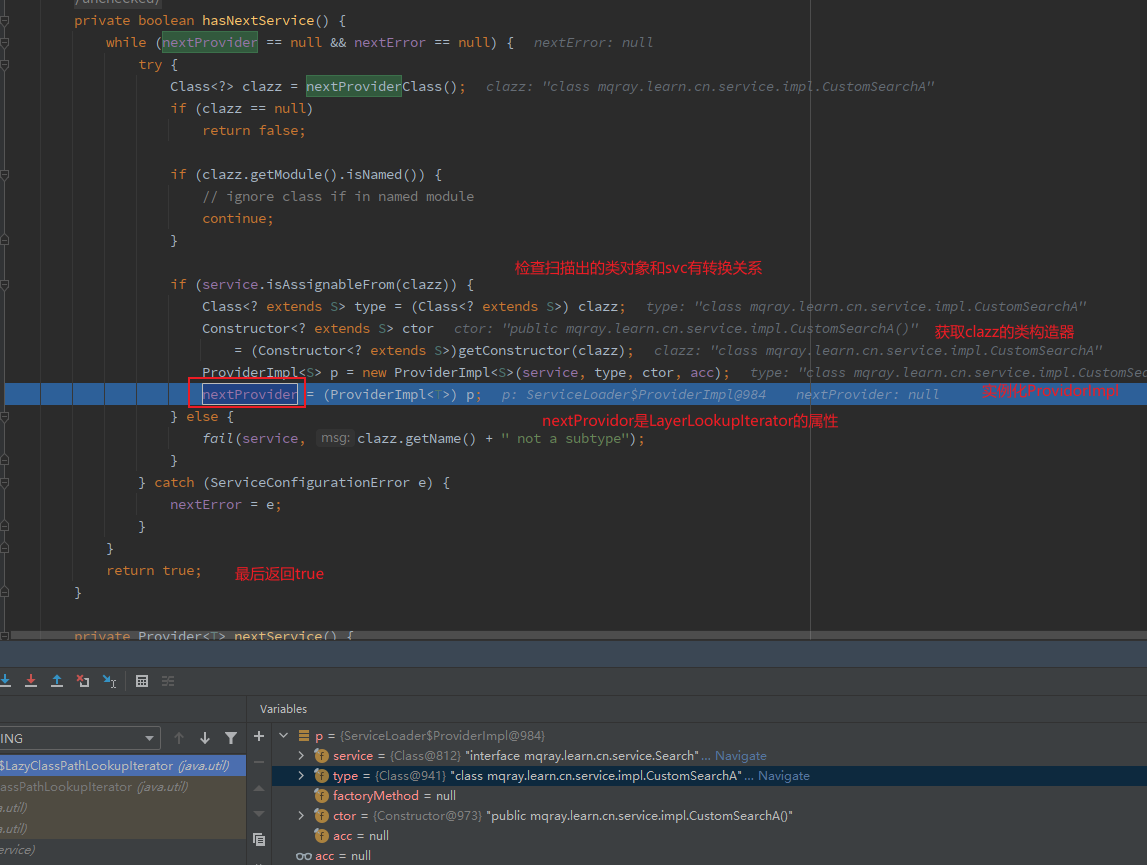 /unchecked/
private boolean hasNextService() {
while (nextProvider == null && nextError == null) { nextError: null
try {
Class<?> clazz = nextProviderClass(); clazz: "class mqray.learn.cn.service.impl.CustomSearchA"
if (clazz == null)
return false;
if (clazz.getModule().isNamed()) {
// ignore class if in named module
continue;
}
检查扫描出的类对象和svc有转换关系
if (service.isAssignableFrom(clazz)) {
Class<? extends S> type = (Class<? extends S>) clazz; type: "class mqray.learn.cn.service.impl.CustomSearchA"
Constructor<? extends S> ctor ctor: "public mqray.learn.cn.service.impl.CustomSearchA()" 获取clazz的类构造器
= (Constructor<? extends S>)getConstructor(clazz); clazz: "class mqray.learn.cn.service.impl.CustomSearchA"
ProviderImpl<S> p = new ProviderImpl<S>(service, type, ctor, acc); type: "class mqray.learn.cn.service.impl.CustomSea
nextProvider = (ProviderImpl<T>) p; p: ServiceLoader$ProviderImpl@984 nextProvider: null 实例化ProvidorImpl
} else { nextProvidor是LayerLookupIterator的属性
fail(service, msg: clazz.getName() + " not a subtype");
}
} catch (ServiceConfigurationError e) {
nextError = e;
}
}
return true; 最后返回true
}
private Provider<T> nextService() {
Variables
ING
p = {ServiceLoader$ProviderImpl@984}
service = {Class@812} "interface mqray.learn.cn.service.Search" ... Navigate
$LazyClassPathLookupIterator (java.util)
type = {Class@941} "class mqray.learn.cn.service.impl.CustomSearchA" ... Navigate
assPathLookupIterator (java.util)
factoryMethod = null
a.util)
ctor = {Constructor@973} "public mqray.learn.cn.service.impl.CustomSearchA()"
a.util)
acc = null
ervice)
acc = null